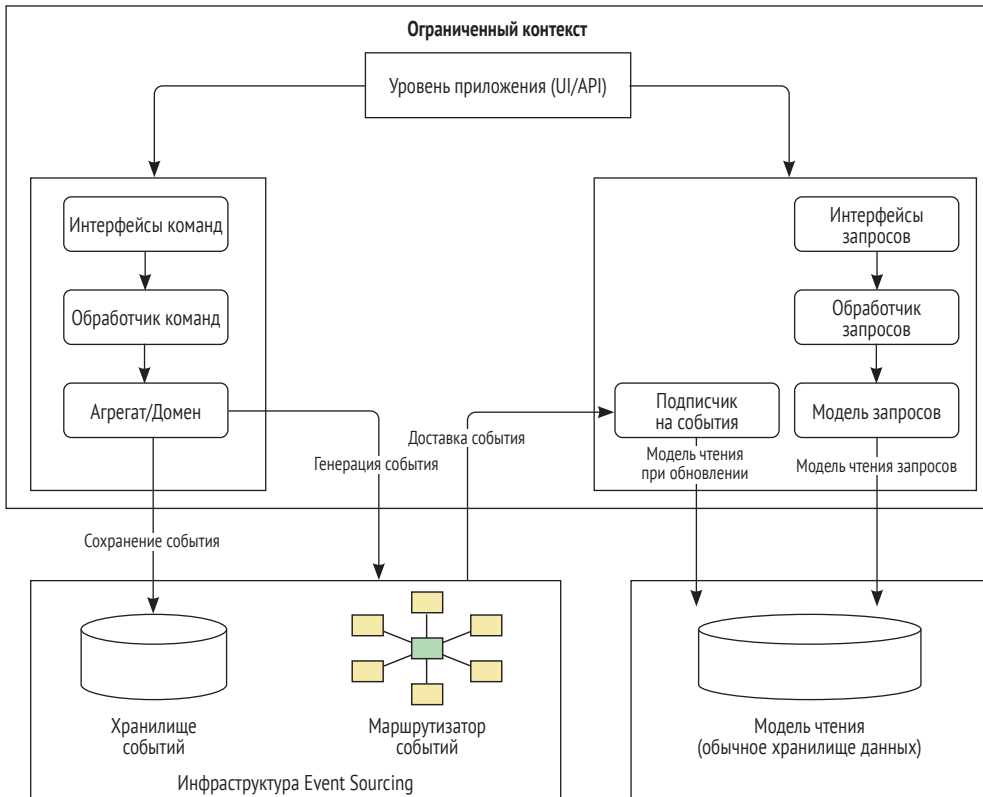 Ограниченный контекст
Уровень приложения (UI/API)
Интерфейсы команд
Обработчик команд
Агрегат/Домен
Интерфейсы
запросов
Обработчик
запросов
Подписчик
на события
Модель запросов
Доставка события
Генерация события
Модель чтения
при обновлении
Модель чтения запросов
Сохранение события
Хранилище
событий
Маршрутизатор
событий
Инфраструктура Event Sourcing
Модель чтения
(обычное хранилище данных)